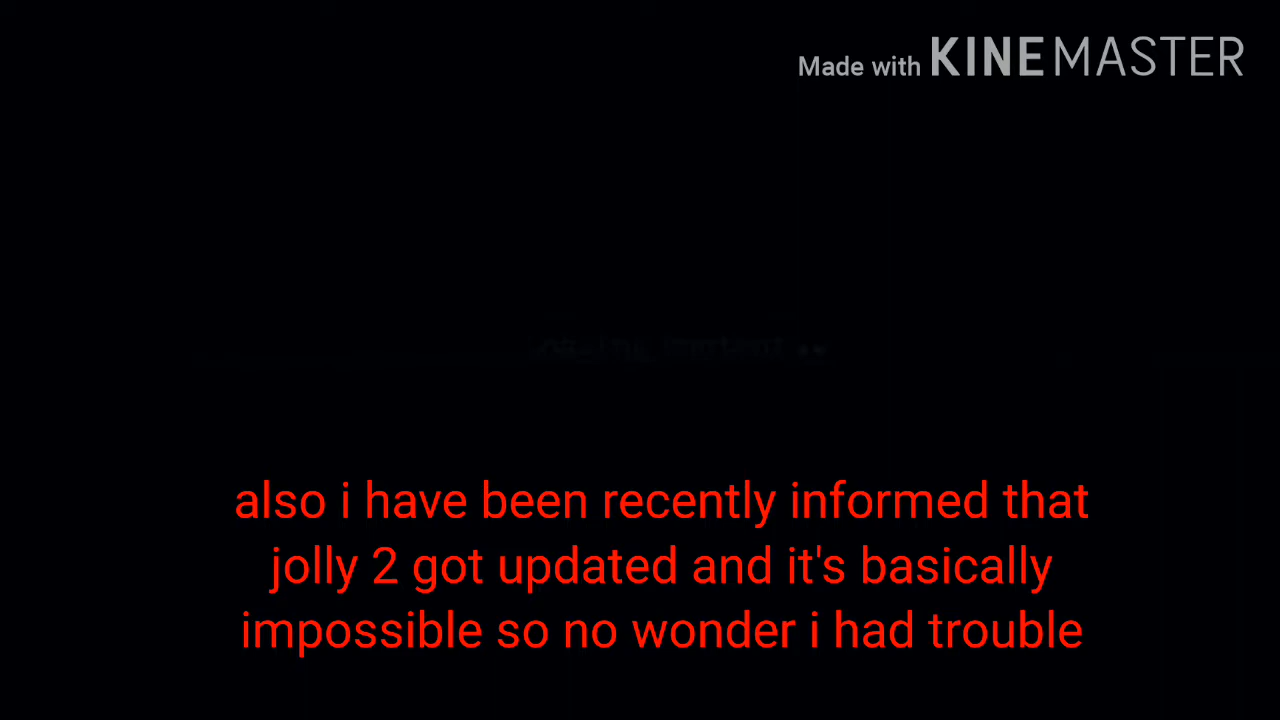 Made with KINEMASTER
also i have been recently informed that
jolly 2 got updated and it's basically
impossible so no wonder i had trouble